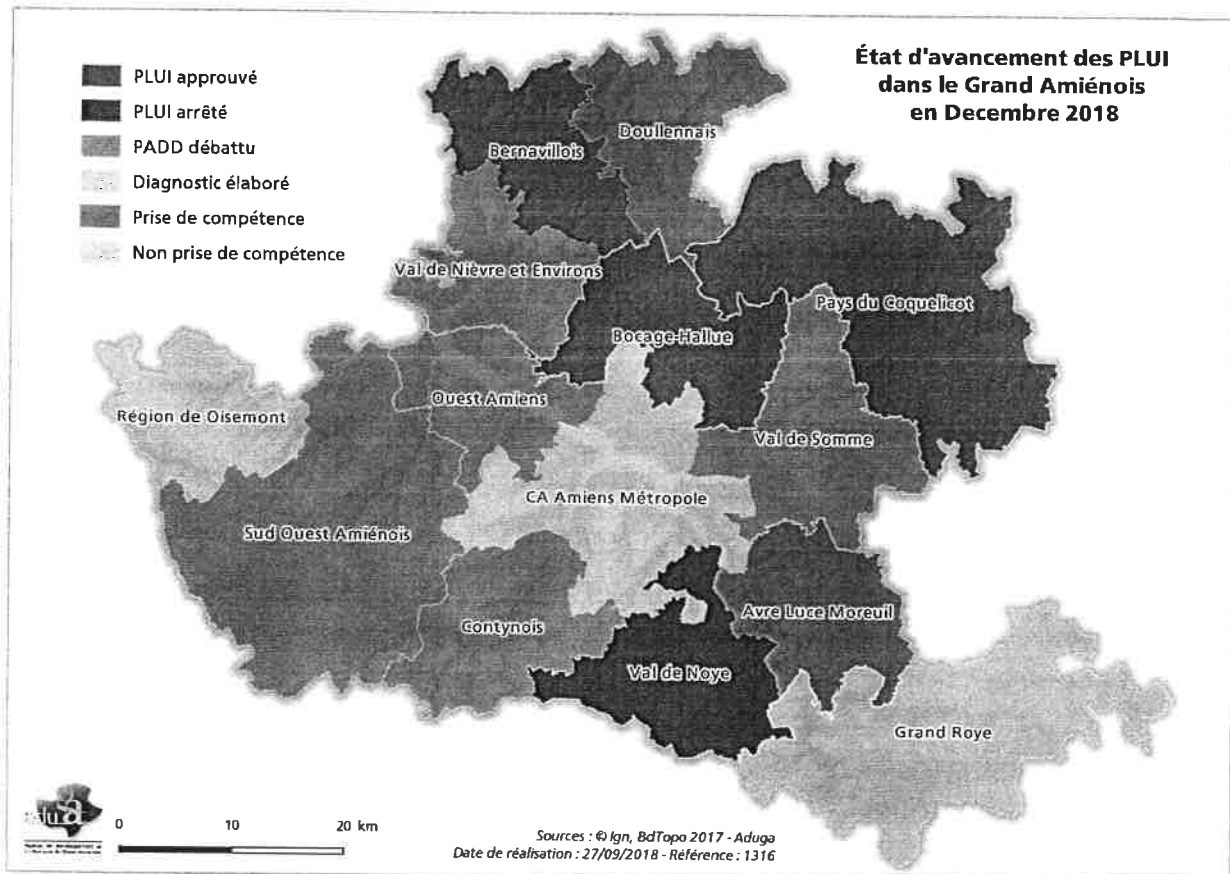 État d'avancement des PLUI
dans le Grand Amiénois
en Decembre 2018
PLUI approuvé
PLUI arrêté
PADD débattu
Diagnostic élaboré
Prise de compétence
Non prise de compétence
Doullennais
Bernavillois
Val de Nièvre et Environs
Pays du Coquelicot
Bocage-Hallue
Ouest Amiens
Région de Oisemont
Val de Somme
CA Amiens Métropole
Sud Ouest Amiénois
Avre Luce Moreuil
Contynois
Val de Noye
Grand Roye
0 10 20 km
Sources : © Ign, BdTopo 2017 - Aduga
Date de réalisation : 27/09/2018 - Référence : 1316